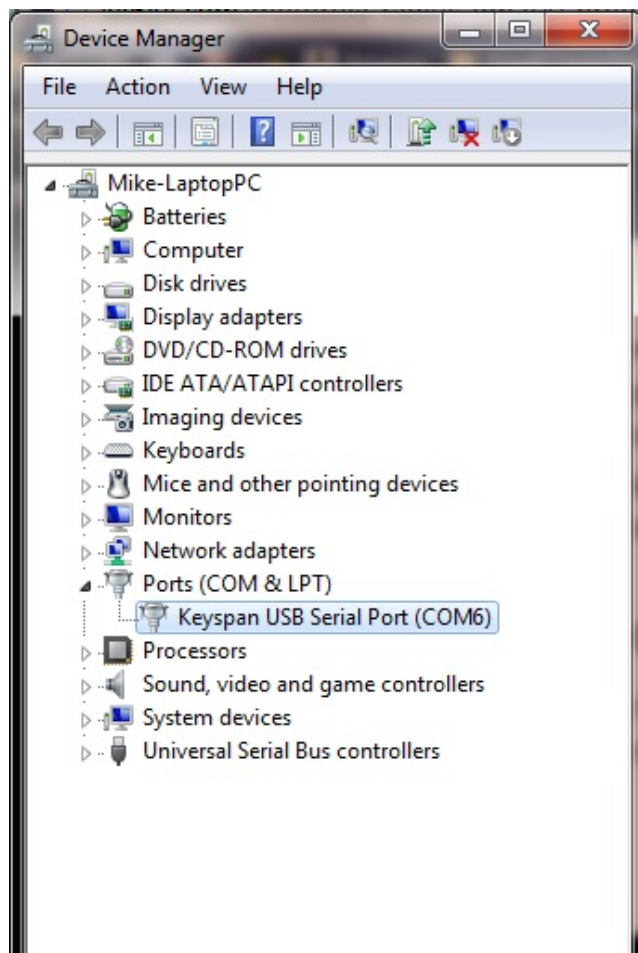 Device Manager
File Action View Help
Mike-LaptopPC
Batteries
Computer
Disk drives
Display adapters
DVD/CD-ROM drives
IDE ATA/ATAPI controllers
Imaging devices
Keyboards
Mice and other pointing devices
Monitors
Network adapters
Ports (COM & LPT)
Keyspan USB Serial Port (COM6)
Processors
Sound, video and game controllers
System devices
Universal Serial Bus controllers